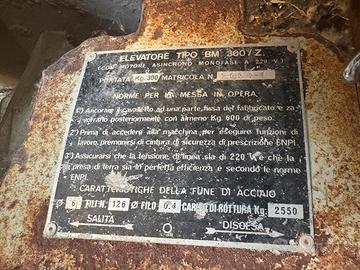 ELEVATORE TIPO "BM 360"/Z.
(CON MOTORE ASINCRONO MONOFASE A 220 V.)
PORTATA Kg. 300 MATRICOLA N.
NORME PER LA MESSA IN OPERA.
1°) Ancorare il cavalletto ad una parte fissa del fabbricato e za-
vorrarlo posteriormente con almeno Kg. 600 di peso.
2°) Prima di accedere alla macchina per eseguire funzioni di
lavoro, premonirsi di cintura di sicurezza di prescrizione ENPI.
3°) Assicurarsi che la tensione di linea sia di 220 V e che la
presa di terra sia in perfetta efficienza e secondo le norme
ENPI.
CARATTERISTICHE DELLA FUNE DI ACCIAIO
Ø 6 FILI N. 126 Ø FILO 0.4 CARICO DI ROTTURA Kg. 2550
SALITA O DISCESA